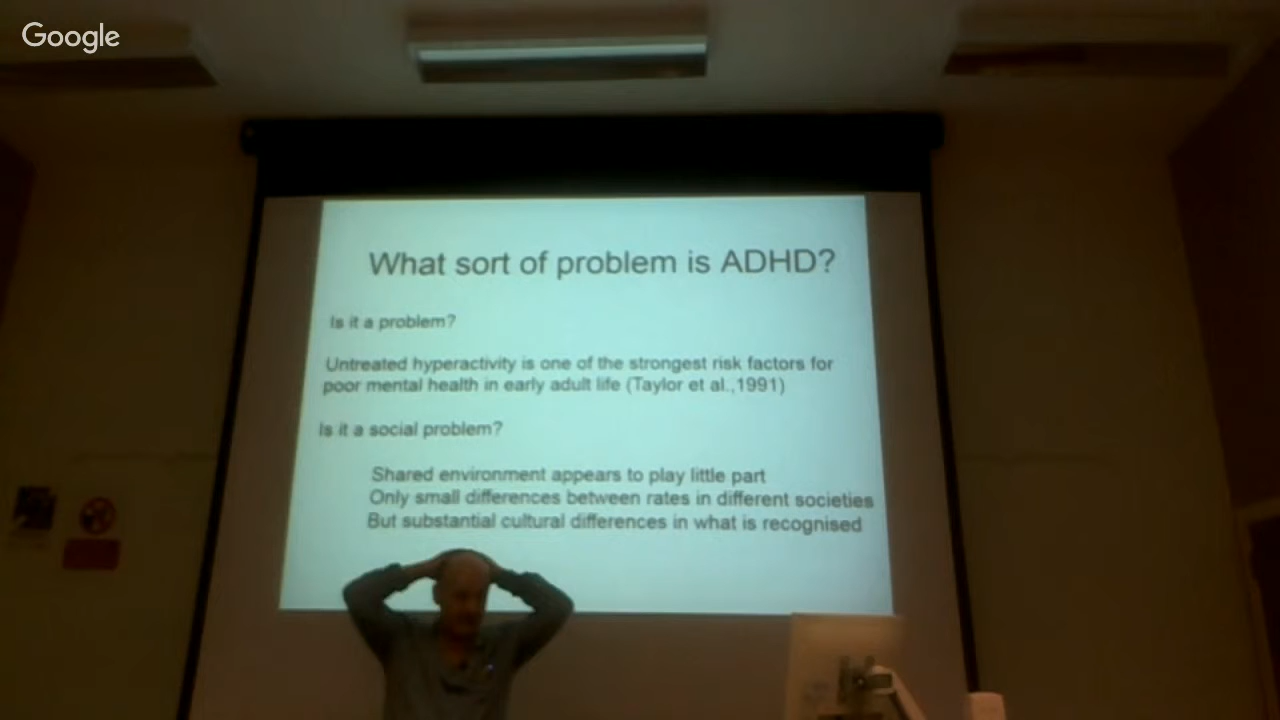 Google
What sort of problem is ADHD?
Is it a problem?
Untreated hyperactivity is one of the strongest risk factors for
poor mental health in early adult life (Taylor et al.,1991)
Is it a social problem?
Shared environment appears to play little part
Only small differences between rates in different societies
But substantial cultural differences in what is recognised